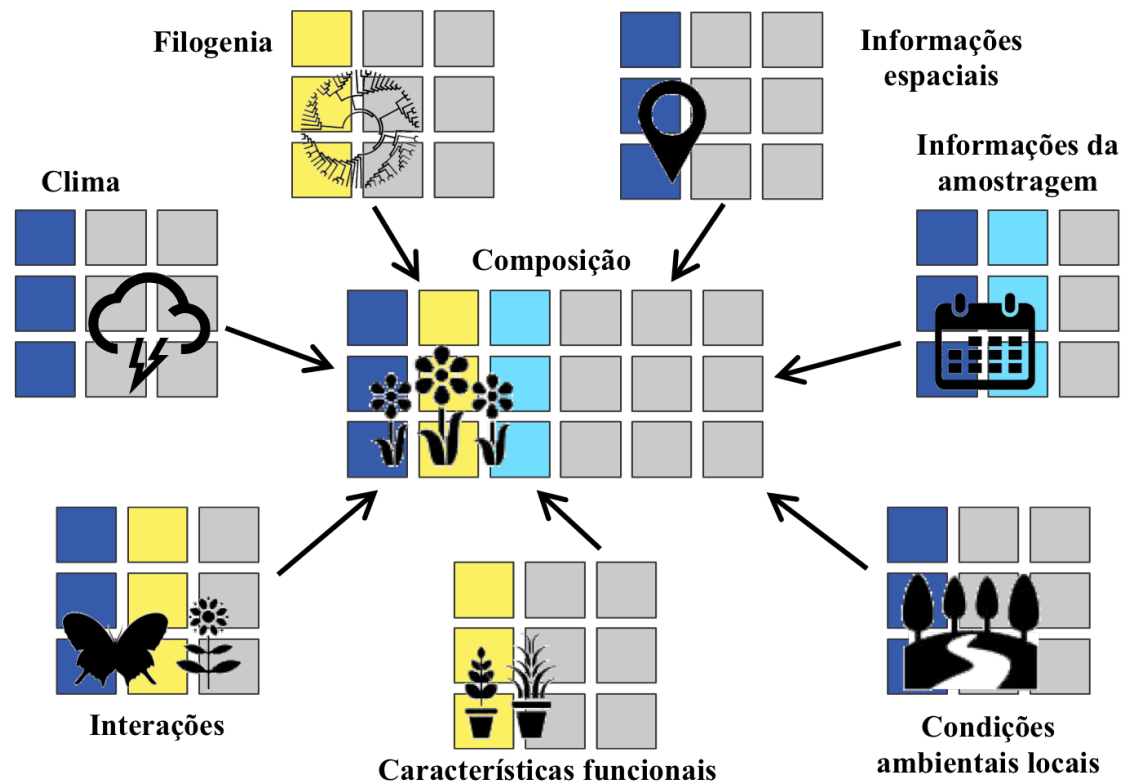 Filogenia
Informações
espaciais
Informações da
amostragem
Clima
Composição
Interações
Características funcionais
Condições
ambientais locais